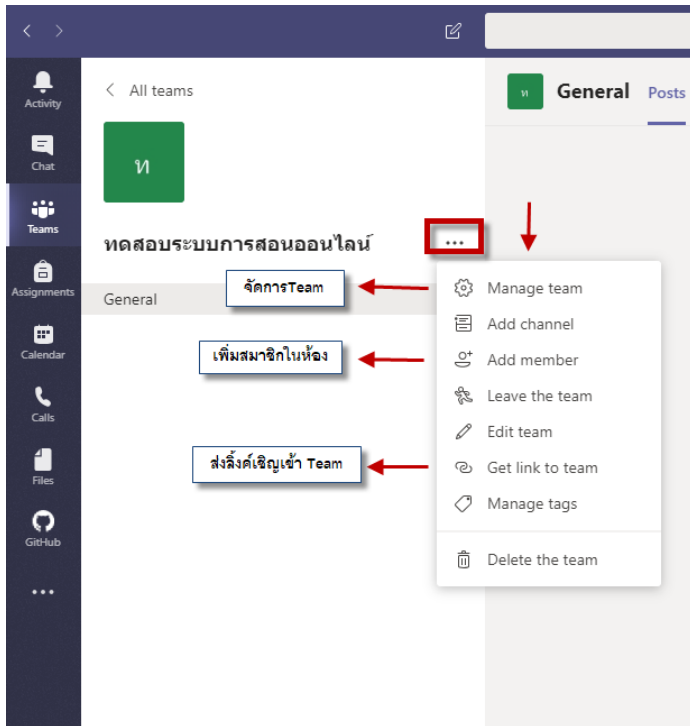 Activity
Chat
Teams
Assignments
Calendar
Calls
Files
GitHub
All teams
ท
ทดสอบระบบการสอนออนไลน์
General
ท
General Posts
จัดการTeam
เพิ่มสมาชิกในห้อง
ส่งลิ้งค์เชิญเข้า Team
Manage team
Add channel
Add member
Leave the team
Edit team
Get link to team
Manage tags
Delete the team